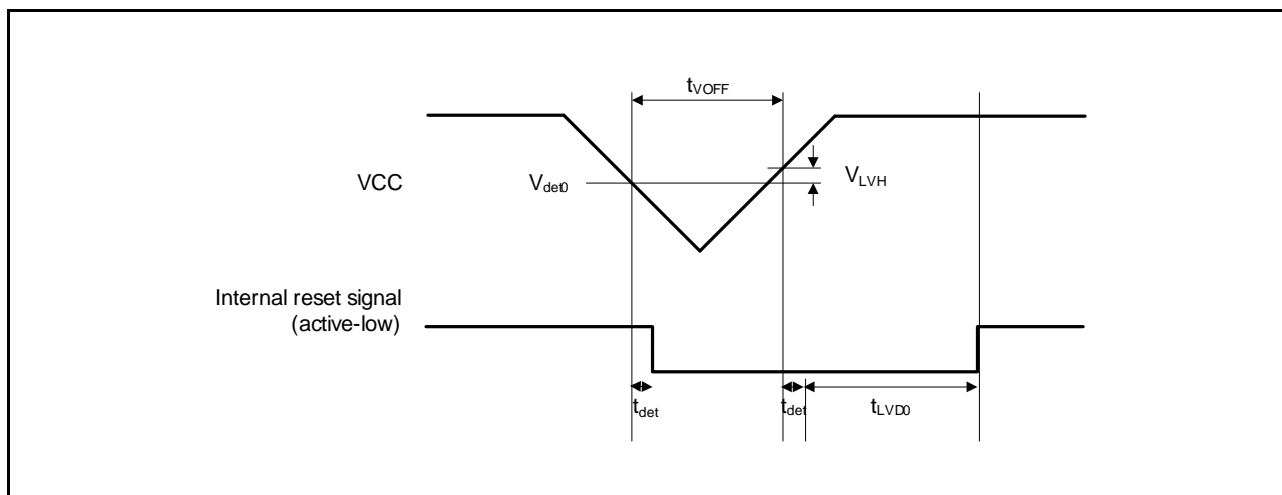 tVOFF
VCC
Vdet0
VLVH
Internal reset signal
(active-low)
tdet
tdet
tLVD0